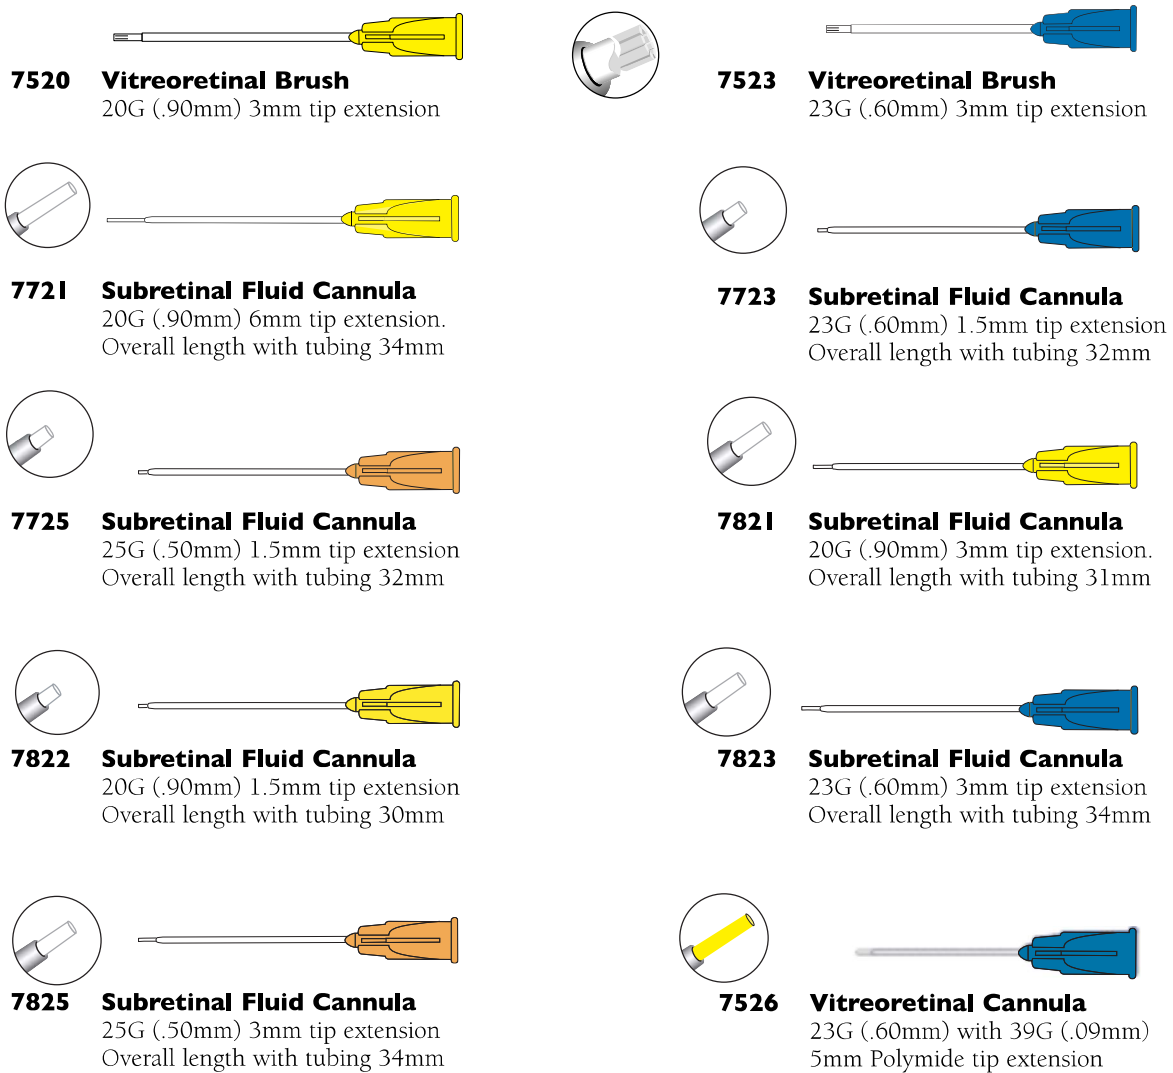 7520 Vitreoretinal Brush
20G (.90mm) 3mm tip extension
7523 Vitreoretinal Brush
23G (.60mm) 3mm tip extension
7721 Subretinal Fluid Cannula
20G (.90mm) 6mm tip extension.
Overall length with tubing 34mm
7723 Subretinal Fluid Cannula
23G (.60mm) 1.5mm tip extension
Overall length with tubing 32mm
7725 Subretinal Fluid Cannula
25G (.50mm) 1.5mm tip extension
Overall length with tubing 32mm
7821 Subretinal Fluid Cannula
20G (.90mm) 3mm tip extension.
Overall length with tubing 31mm
7822 Subretinal Fluid Cannula
20G (.90mm) 1.5mm tip extension
Overall length with tubing 30mm
7823 Subretinal Fluid Cannula
23G (.60mm) 3mm tip extension
Overall length with tubing 34mm
7825 Subretinal Fluid Cannula
25G (.50mm) 3mm tip extension
Overall length with tubing 34mm
7526 Vitreoretinal Cannula
23G (.60mm) with 39G (.09mm)
5mm Polymide tip extension